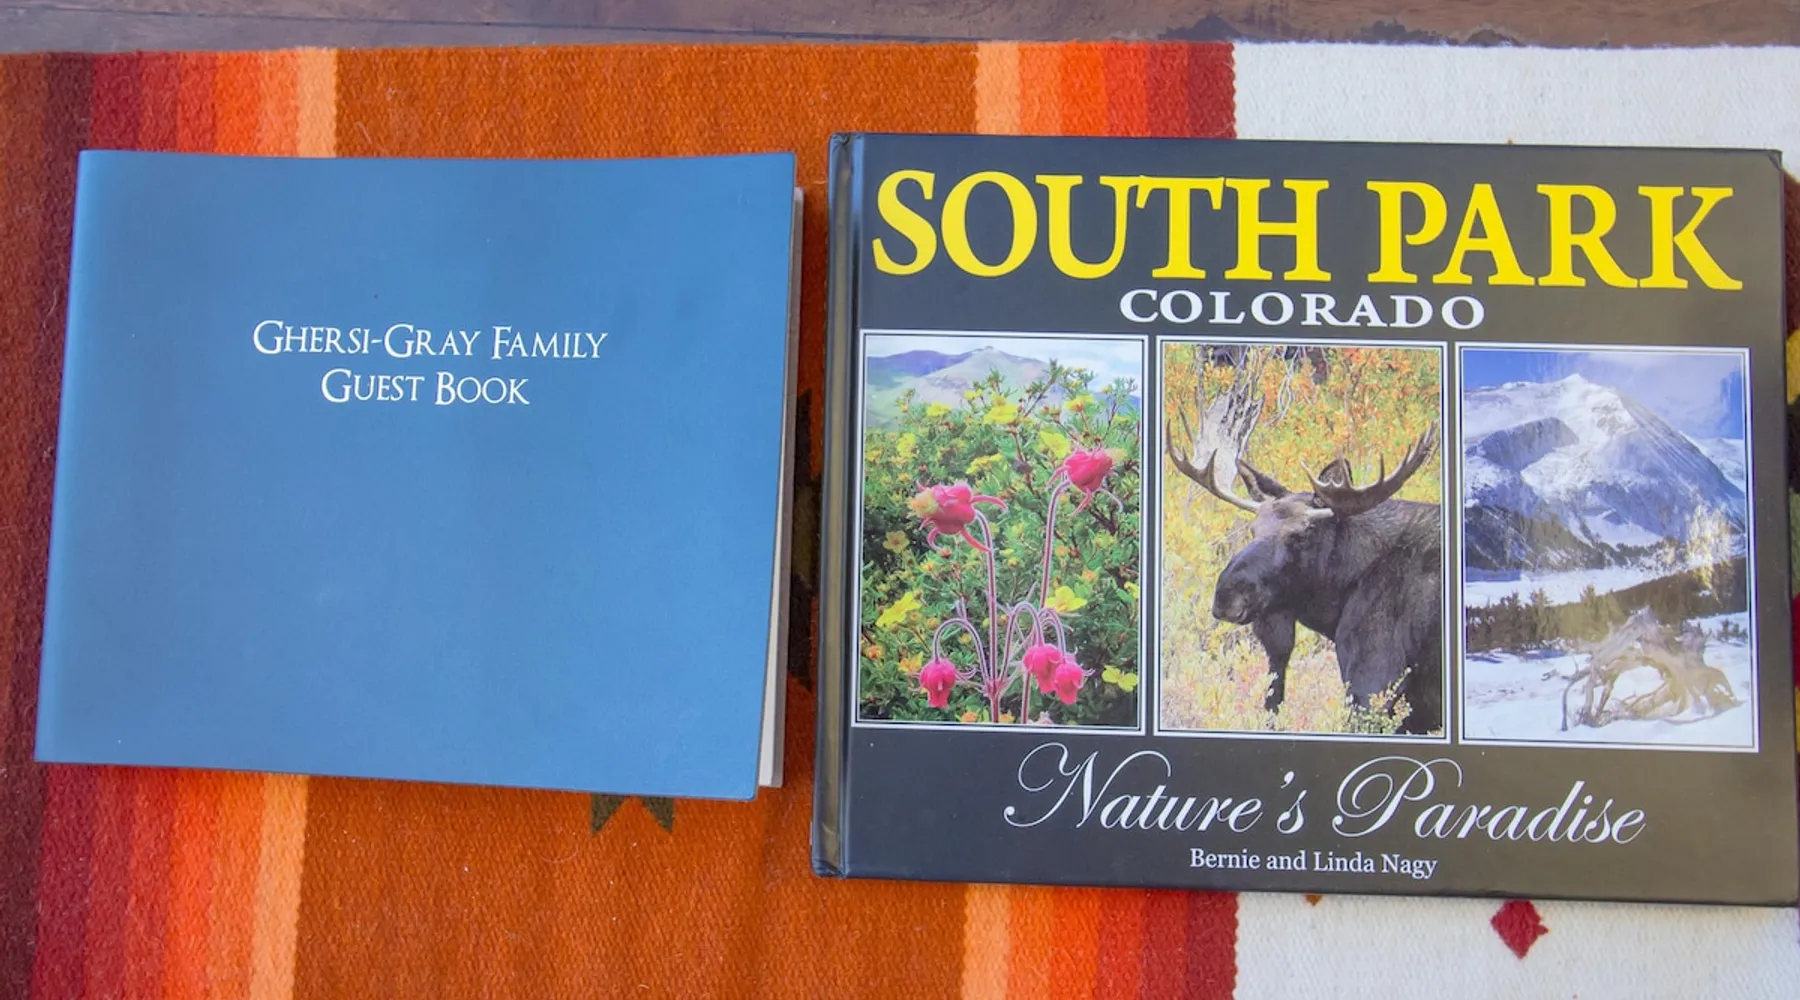 GHERSI-GRAY FAMILY
GUEST BOOK
SOUTH PARK
COLORADO
Nature's Paradise
Bernie and Linda Nagy